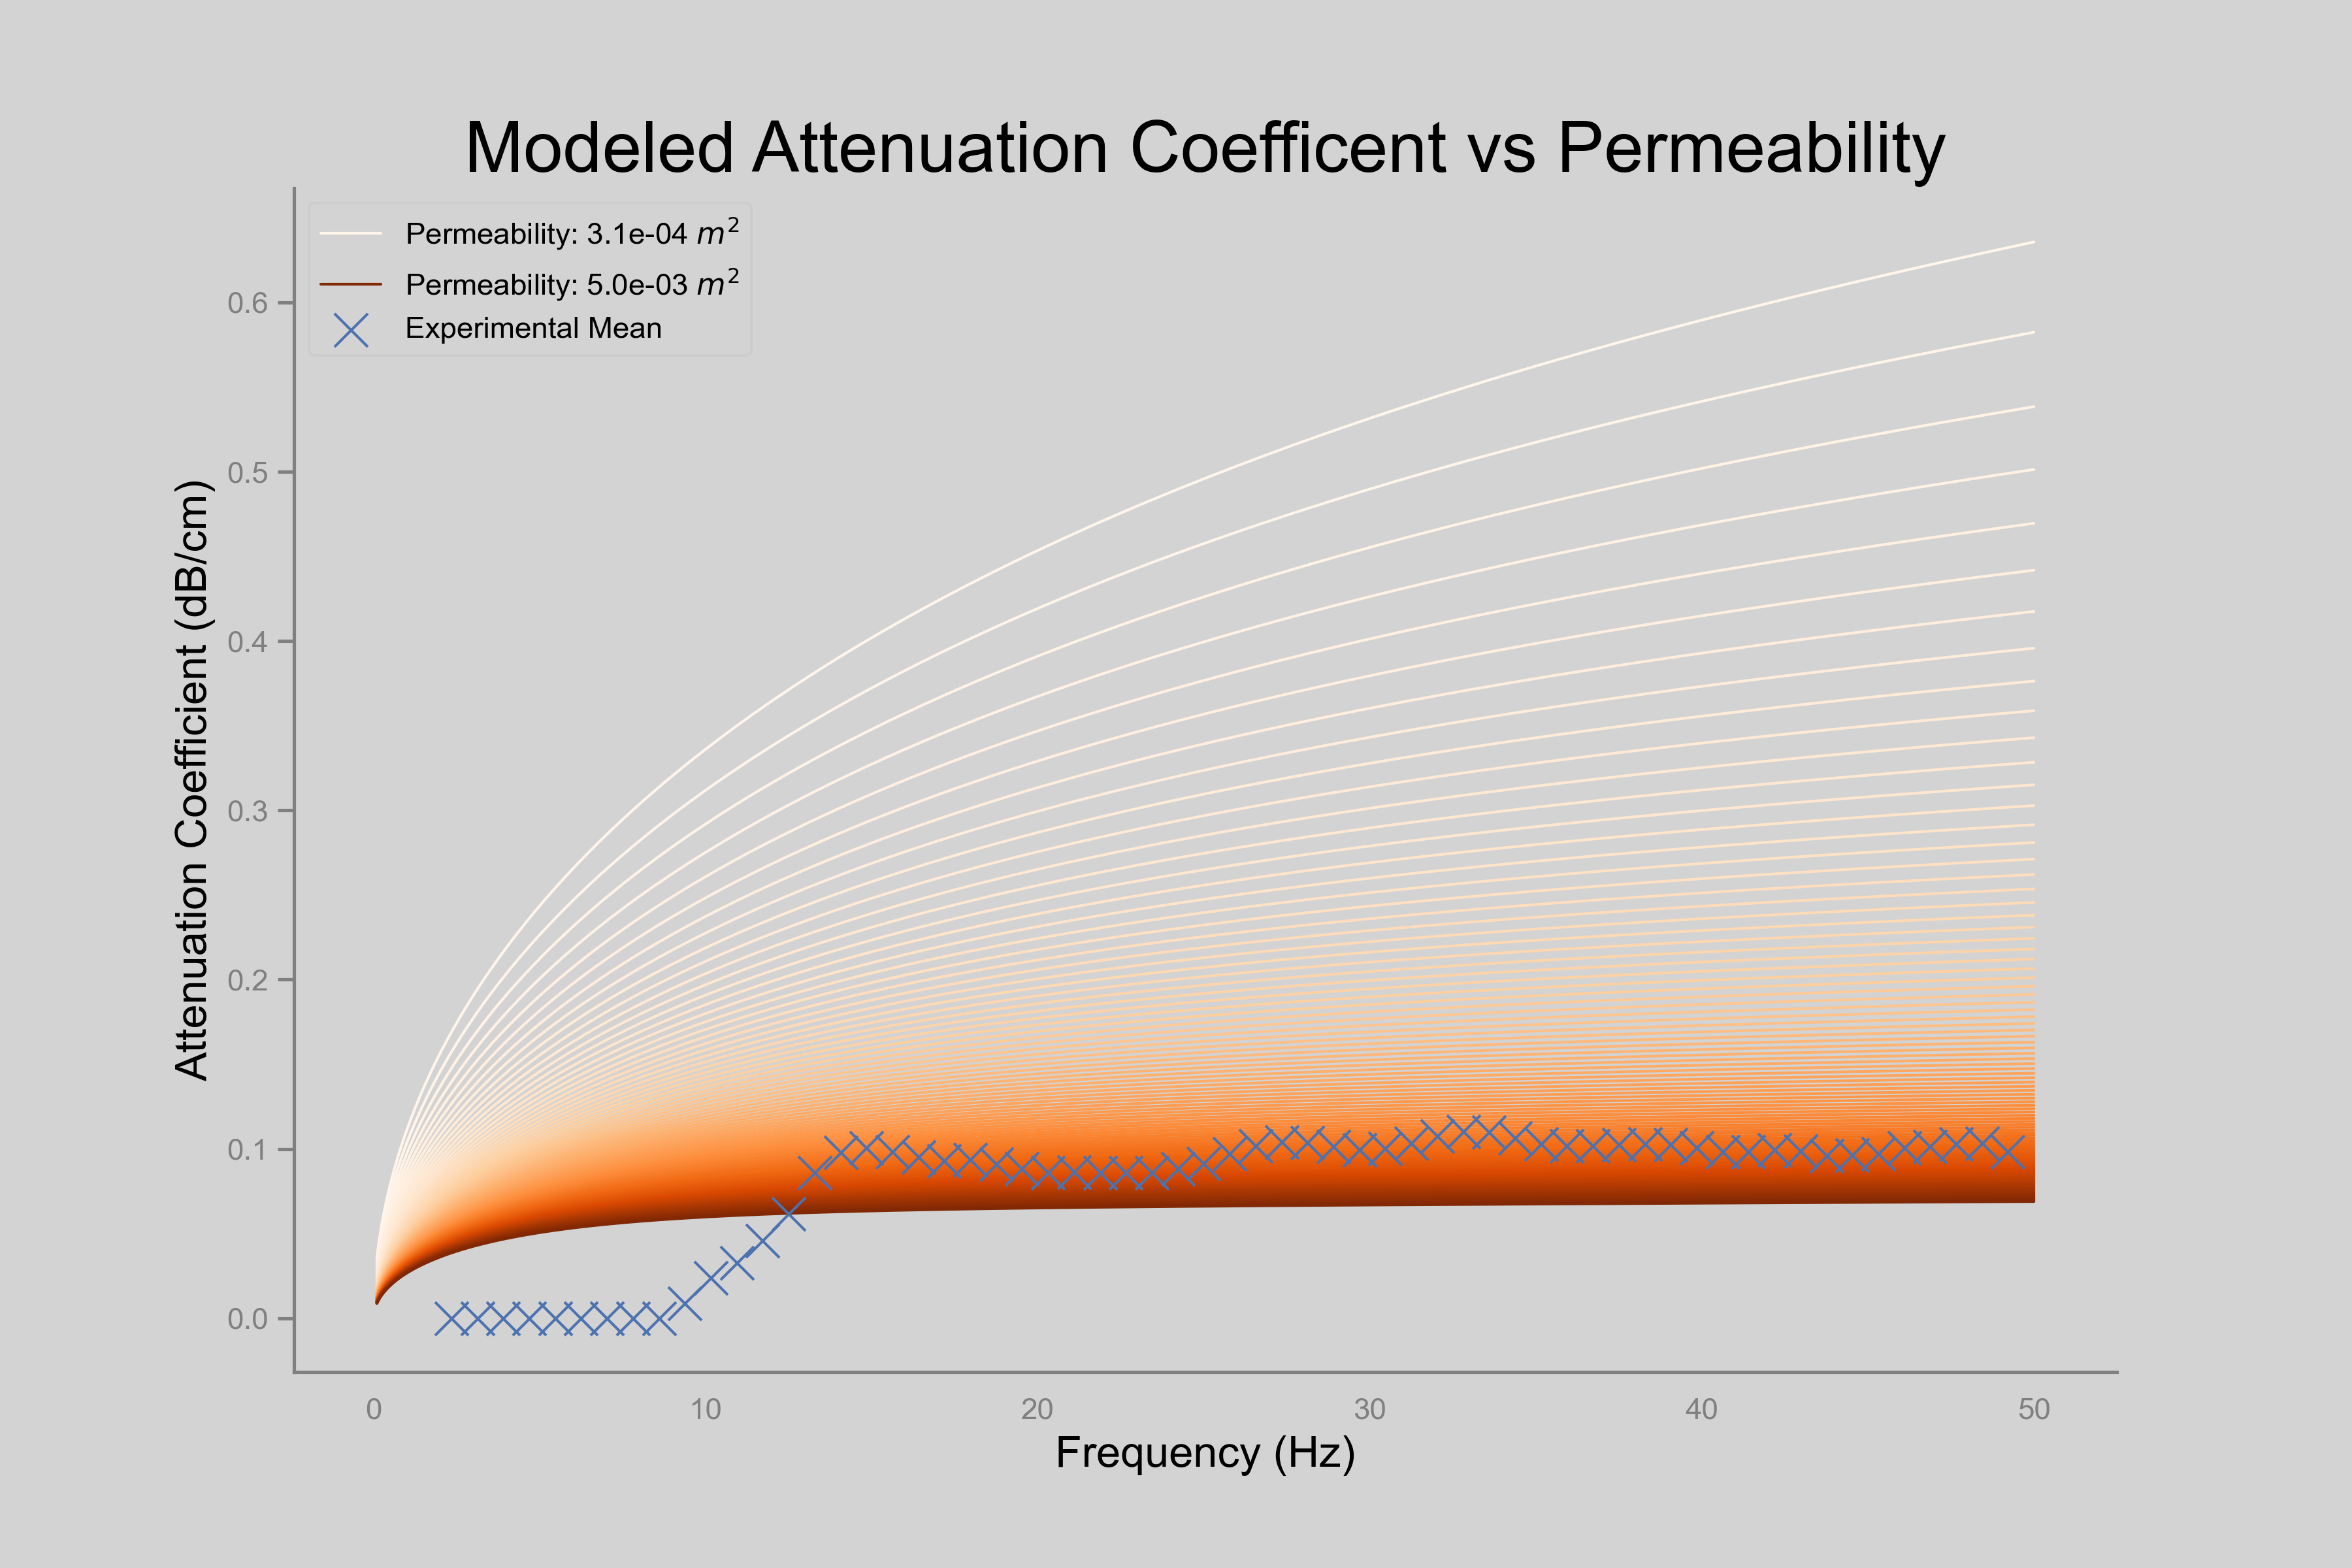 Modeled Attenuation Coefficent vs Permeability
Permeability: 3.1e-04 m²
Permeability: 5.0e-03 m²
Experimental Mean
Attenuation Coefficient (dB/cm)
0.6
0.5
0.4
0.3
0.2
0.1
0.0
0 10 20 30 40 50
Frequency (Hz)